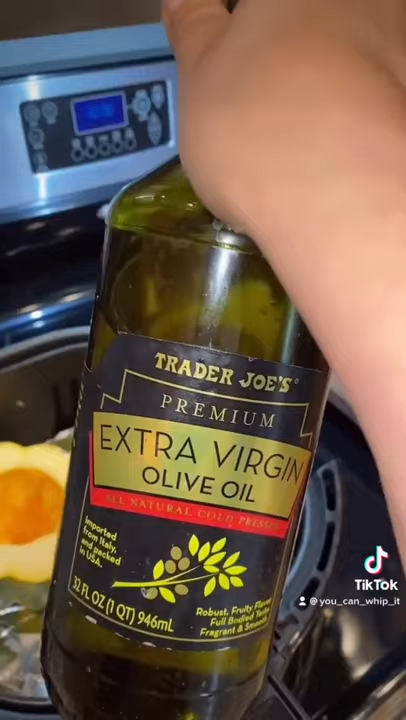 TRADER JOE'S®
PREMIUM
EXTRA VIRGIN
OLIVE OIL
ALL NATURAL COLD PRESSED
Imported
from Italy,
and packed
in USA.
32 FL OZ (1 QT) 946mL
Robust, Fruity Flavor
Full Bodied Taste
Fragrant & Smooth
TikTok
@you_can_whip_it